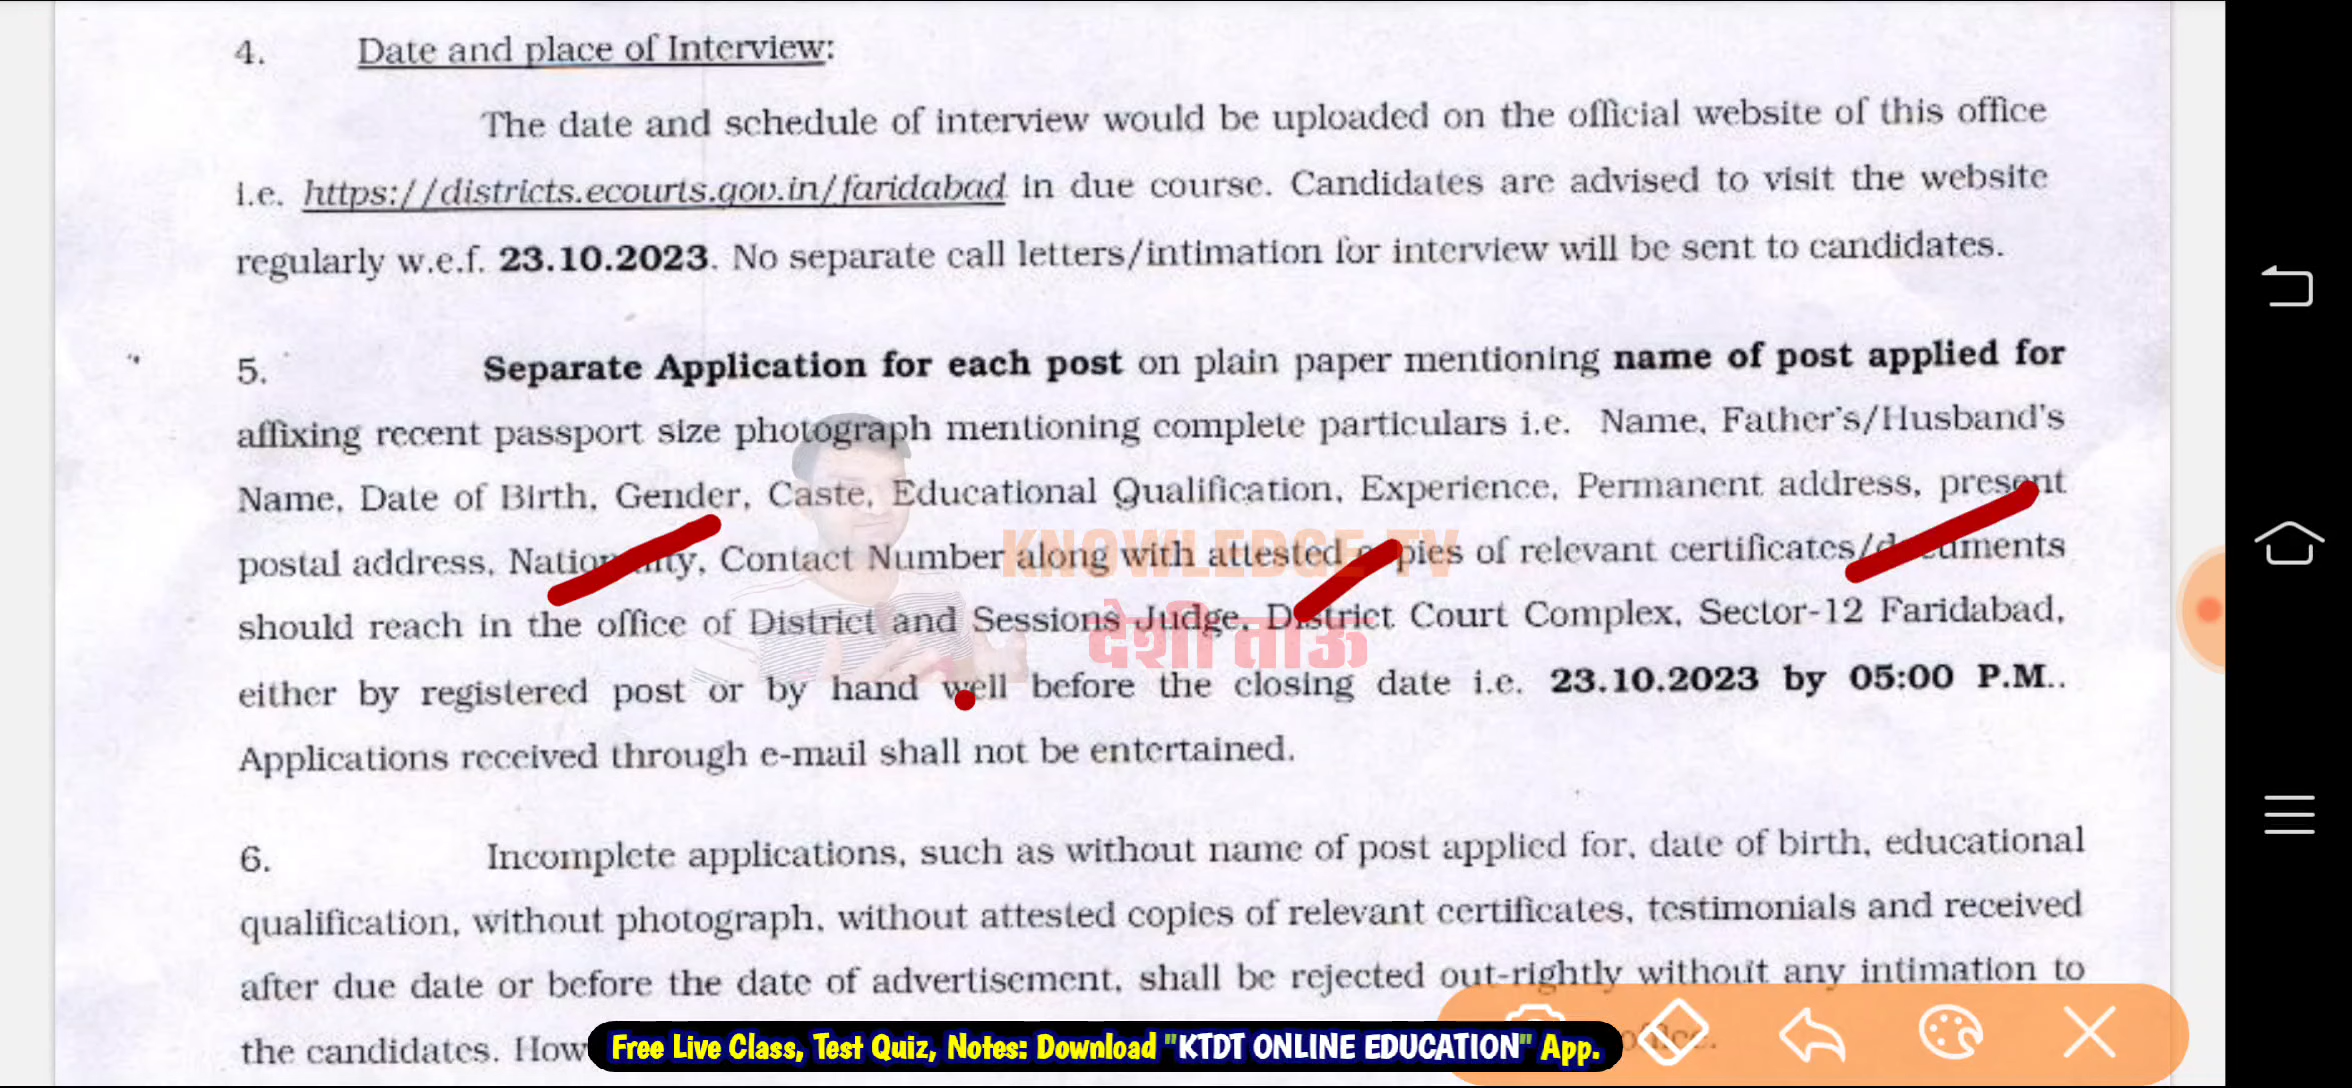 4. Date and place of Interview:
The date and schedule of interview would be uploaded on the official website of this office
i.e. https://districts.ecourts.gov.in/faridabad in due course. Candidates are advised to visit the website
regularly w.e.f. 23.10.2023. No separate call letters/intimation for interview will be sent to candidates.
5. Separate Application for each post on plain paper mentioning name of post applied for
affixing recent passport size photograph mentioning complete particulars i.e. Name, Father's/Husband's
Name, Date of Birth, Gender, Caste, Educational Qualification, Experience, Permanent address, present
postal address, Nationality, Contact Number along with attested copies of relevant certificates/documents
KNOWLEDGE TV
should reach in the office of District and Sessions Judge, District Court Complex, Sector-12 Faridabad,
देशी ताऊ
either by registered post or by hand well before the closing date i.e. 23.10.2023 by 05:00 P.M..
Applications received through e-mail shall not be entertained.
6. Incomplete applications, such as without name of post applied for, date of birth, educational
qualification, without photograph, without attested copies of relevant certificates, testimonials and received
after due date or before the date of advertisement, shall be rejected out-rightly without any intimation to
the candidates. How office.
Free Live Class, Test Quiz, Notes: Download "KTDT ONLINE EDUCATION" App.